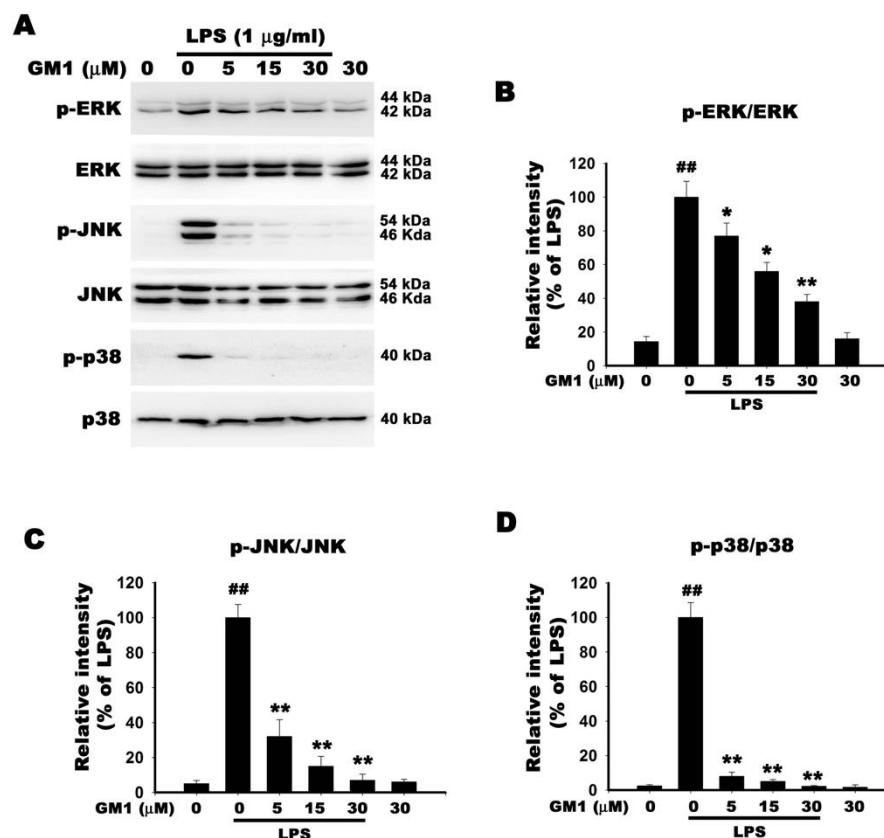 A
LPS (1 μg/ml)
GM1 (μM) 0 0 5 15 30 30
p-ERK 44 kDa
42 kDa
ERK 44 kDa
42 kDa
p-JNK 54 kDa
46 Kda
JNK 54 kDa
46 Kda
p-p38 40 kDa
p38 40 kDa
B
p-ERK/ERK
Relative intensity
(% of LPS)
120
100
80
60
40
20
0
##
*
*
**
GM1 (μM) 0 0 5 15 30 30
LPS
C
p-JNK/JNK
Relative intensity
(% of LPS)
120
100
80
60
40
20
0
##
**
**
**
GM1 (μM) 0 0 5 15 30 30
LPS
D
p-p38/p38
Relative intensity
(% of LPS)
120
100
80
60
40
20
0
##
**
**
**
GM1 (μM) 0 0 5 15 30 30
LPS